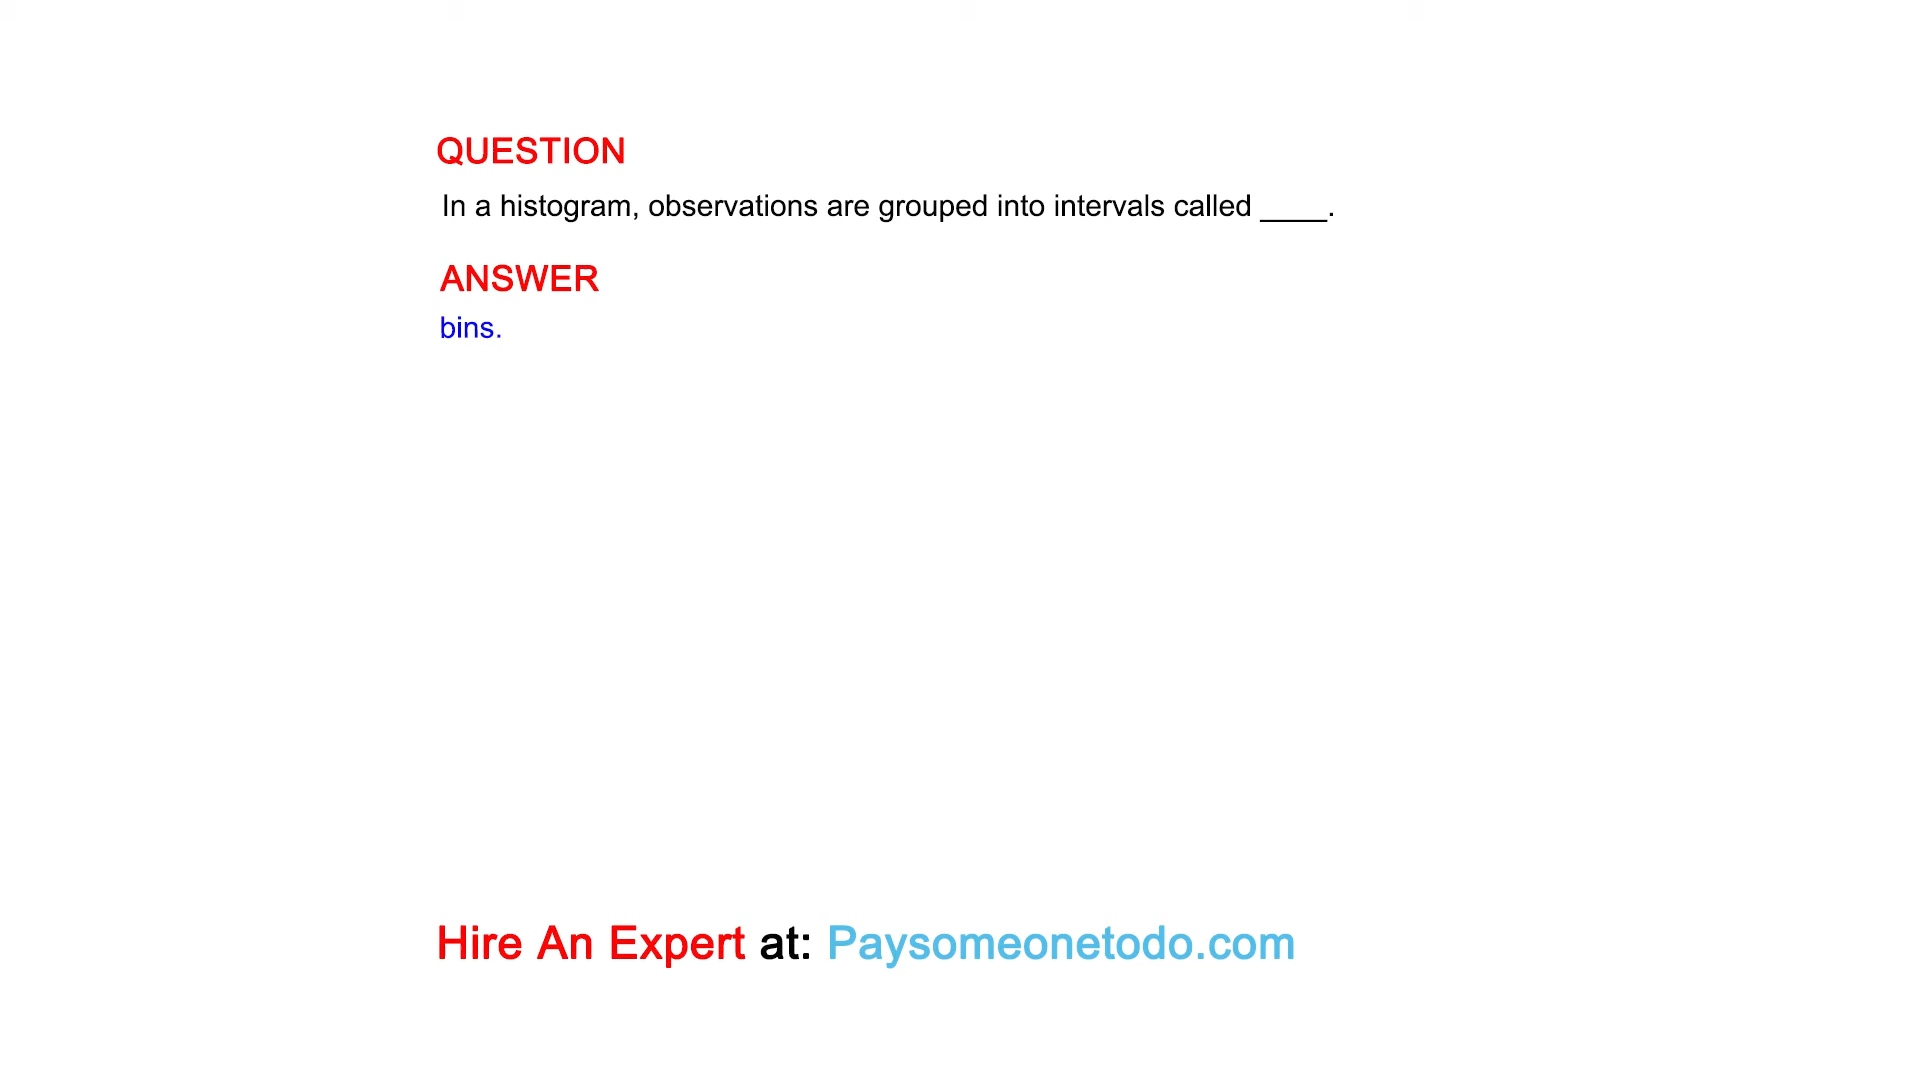 QUESTION
In a histogram, observations are grouped into intervals called ____.
ANSWER
bins.
Hire An Expert at: Paysomeonetodo.com